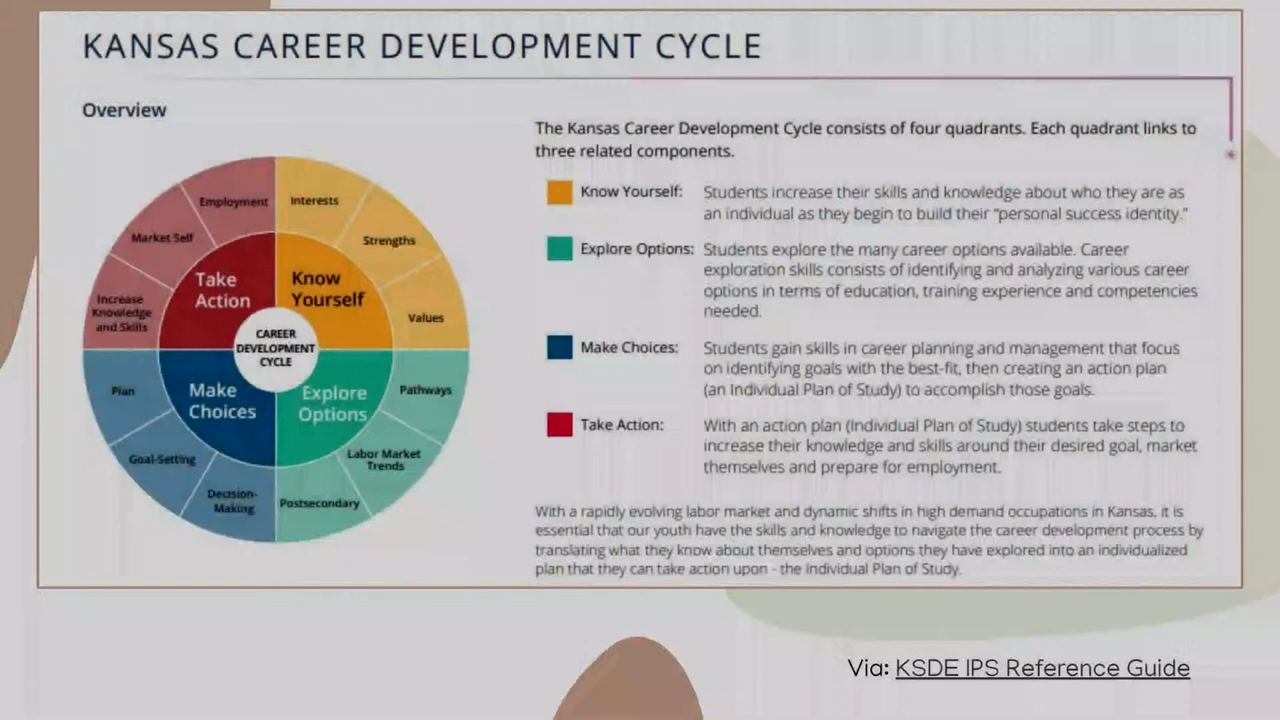 KANSAS CAREER DEVELOPMENT CYCLE
Overview
Employment
Interests
Market Self
Strengths
Take
Action
Know
Yourself
Increase
Knowledge
and Skills
Values
CAREER
DEVELOPMENT
CYCLE
Plan
Make
Choices
Explore
Options
Pathways
Goal-Setting
Labor Market
Trends
Decision-
Making
Postsecondary
The Kansas Career Development Cycle consists of four quadrants. Each quadrant links to
three related components.
Know Yourself: Students increase their skills and knowledge about who they are as
an individual as they begin to build their “personal success identity.”
Explore Options: Students explore the many career options available. Career
exploration skills consists of identifying and analyzing various career
options in terms of education, training experience and competencies
needed.
Make Choices: Students gain skills in career planning and management that focus
on identifying goals with the best-fit, then creating an action plan
(an Individual Plan of Study) to accomplish those goals.
Take Action: With an action plan (Individual Plan of Study) students take steps to
increase their knowledge and skills around their desired goal, market
themselves and prepare for employment.
With a rapidly evolving labor market and dynamic shifts in high demand occupations in Kansas, it is
essential that our youth have the skills and knowledge to navigate the career development process by
translating what they know about themselves and options they have explored into an individualized
plan that they can take action upon - the Individual Plan of Study.
Via: KSDE IPS Reference Guide